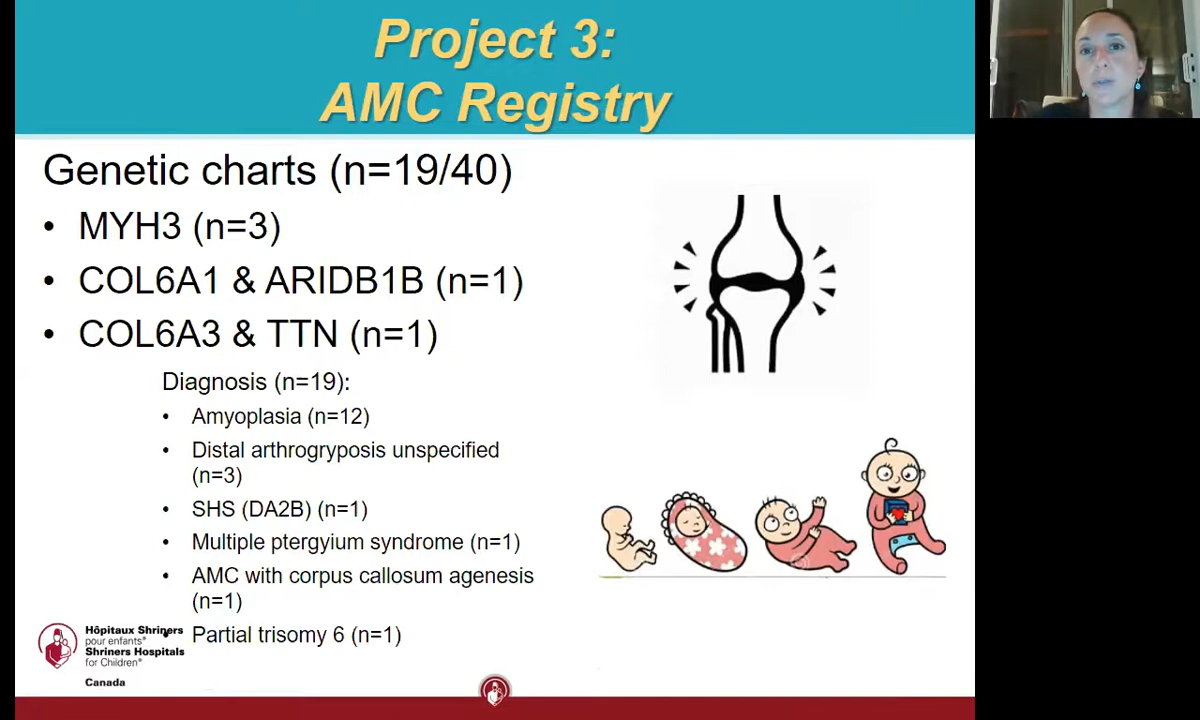 Project 3:
AMC Registry
Genetic charts (n=19/40)
• MYH3 (n=3)
• COL6A1 & ARIDB1B (n=1)
• COL6A3 & TTN (n=1)
Diagnosis (n=19):
• Amyoplasia (n=12)
• Distal arthrogryposis unspecified
(n=3)
• SHS (DA2B) (n=1)
• Multiple ptergyium syndrome (n=1)
• AMC with corpus callosum agenesis
(n=1)
• Partial trisomy 6 (n=1)
Hôpitaux Shriners
pour enfants®
Shriners Hospitals
for Children®
Canada